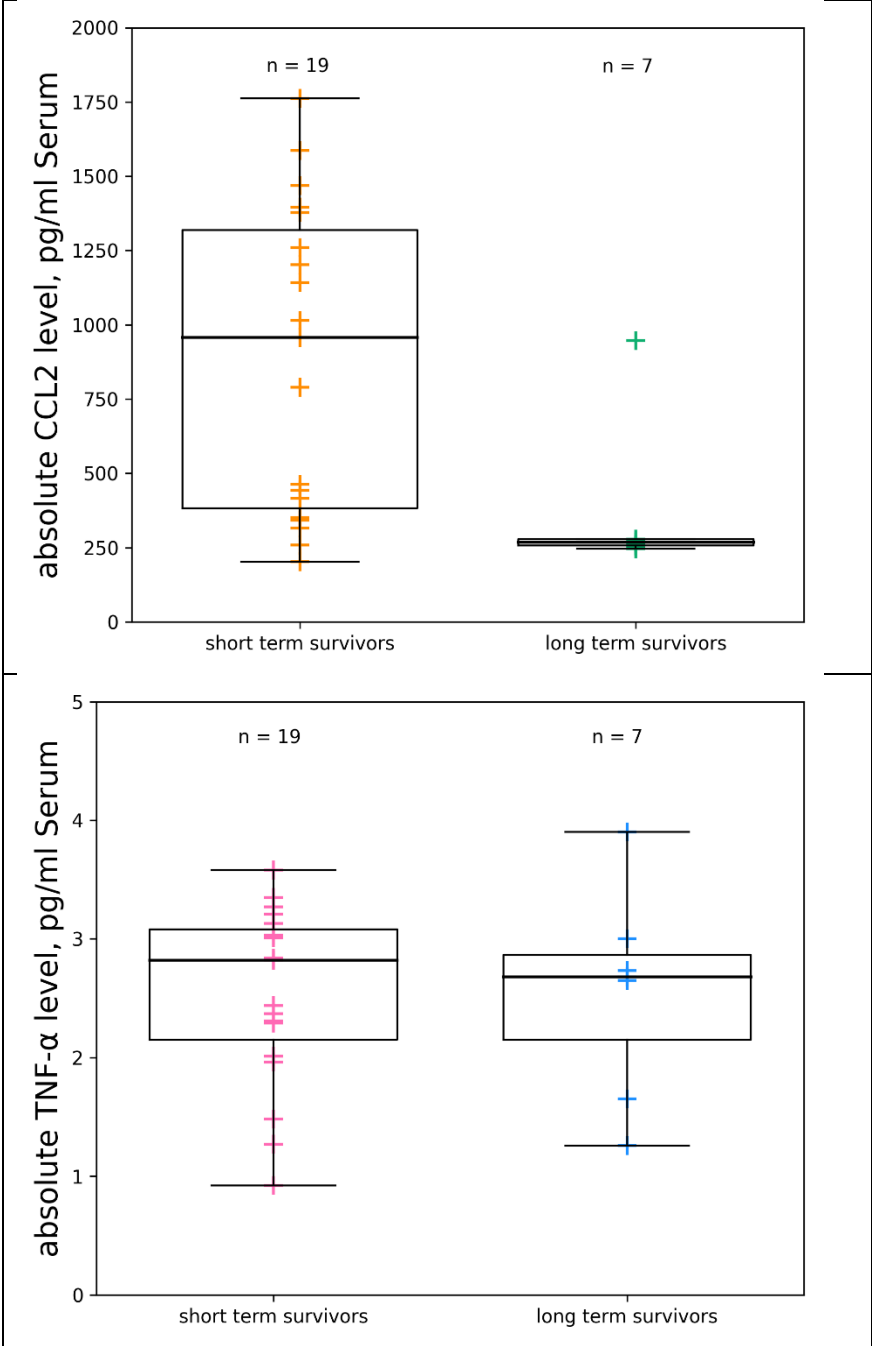 absolute CCL2 level, pg/ml Serum
2000
1750
1500
1250
1000
750
500
250
0
n = 19
n = 7
short term survivors
long term survivors
absolute TNF-α level, pg/ml Serum
5
4
3
2
1
0
n = 19
n = 7
short term survivors
long term survivors